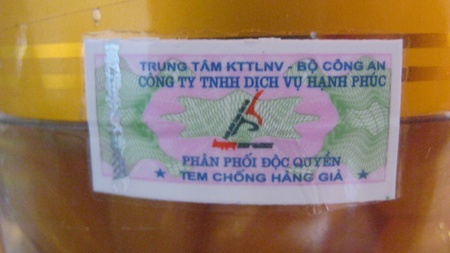 TRUNG TÂM KTTLNV - BỘ CÔNG AN
CÔNG TY TNHH DỊCH VỤ HẠNH PHÚC
PHÂN PHỐI ĐỘC QUYỀN
TEM CHỐNG HÀNG GIẢ